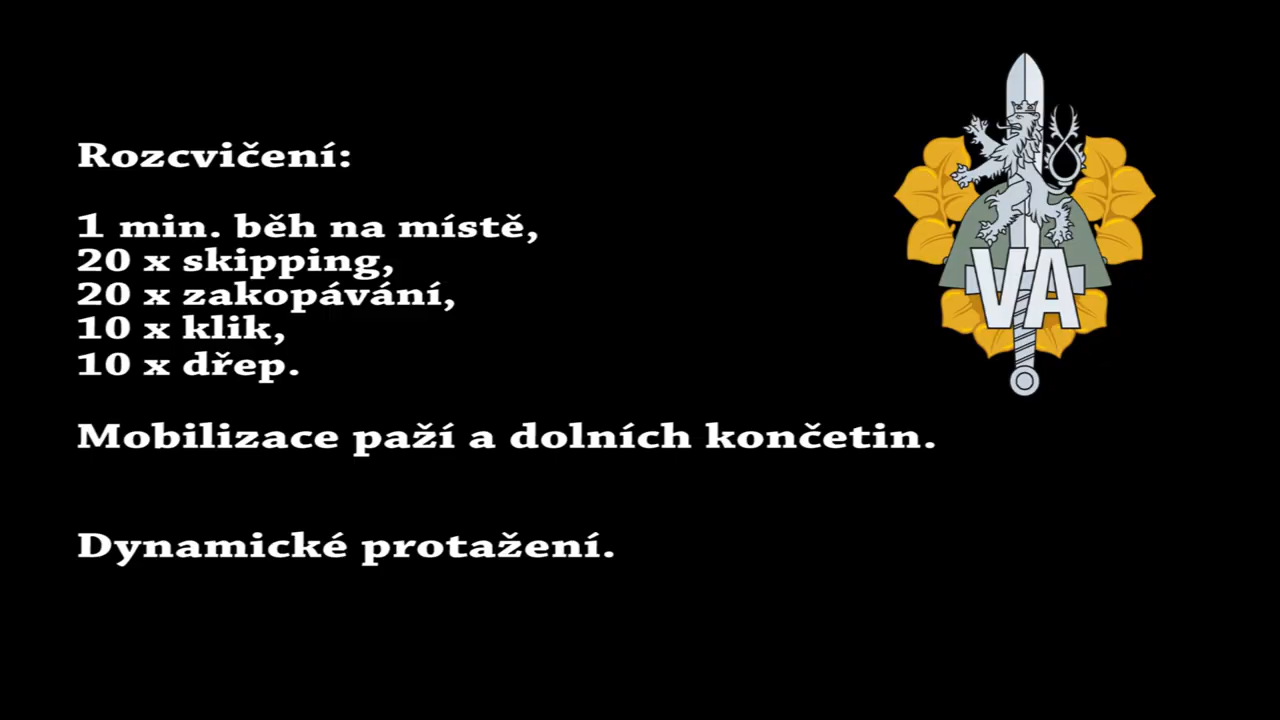 Rozcvičení:
1 min. běh na místě,
20 x skipping,
20 x zakopávání,
10 x klik,
10 x dřep.
Mobilizace paží a dolních končetin.
Dynamické protažení.
VA